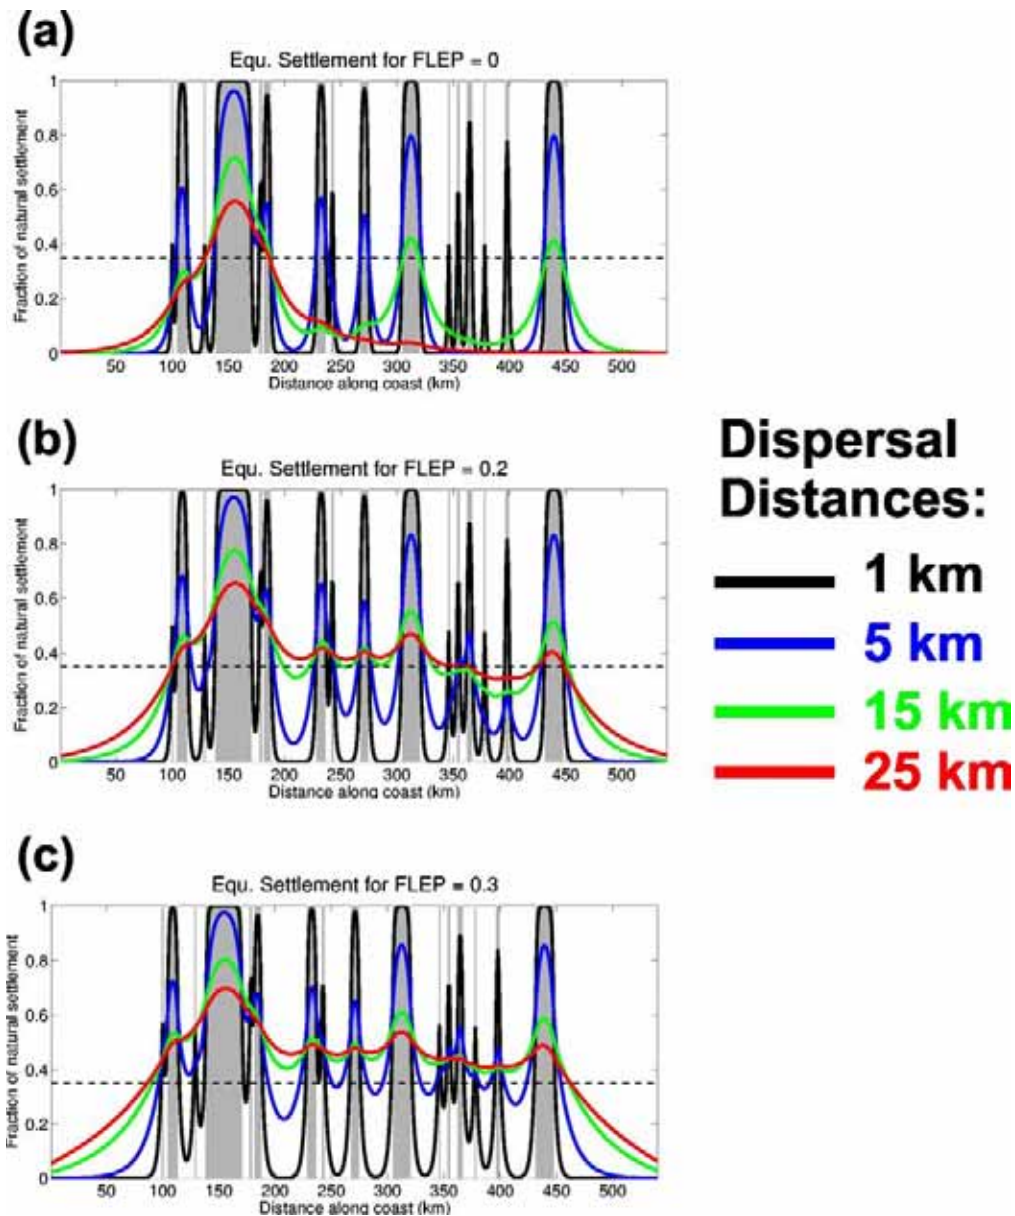 (a)
Equ. Settlement for FLEP = 0
Fraction of natural settlement
1
0.8
0.6
0.4
0.2
0
50 100 150 200 250 300 350 400 450 500
Distance along coast (km)
(b)
Equ. Settlement for FLEP = 0.2
Fraction of natural settlement
1
0.8
0.6
0.4
0.2
0
50 100 150 200 250 300 350 400 450 500
Distance along coast (km)
Dispersal
Distances:
1 km
5 km
15 km
25 km
(c)
Equ. Settlement for FLEP = 0.3
Fraction of natural settlement
1
0.8
0.6
0.4
0.2
0
50 100 150 200 250 300 350 400 450 500
Distance along coast (km)